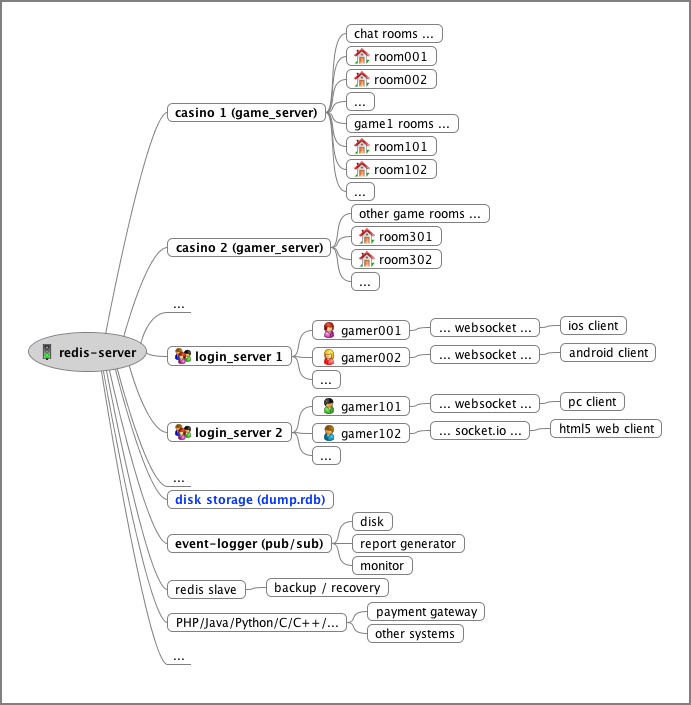 redis-server
casino 1 (game_server)
chat rooms ...
room001
room002
...
game1 rooms ...
room101
room102
...
casino 2 (gamer_server)
other game rooms ...
room301
room302
...
...
login_server 1
gamer001
... websocket ...
ios client
gamer002
... websocket ...
android client
...
login_server 2
gamer101
... websocket ...
pc client
gamer102
... socket.io ...
html5 web client
...
...
disk storage (dump.rdb)
event-logger (pub/sub)
disk
report generator
monitor
redis slave
backup / recovery
PHP/Java/Python/C/C++/...
payment gateway
other systems
...